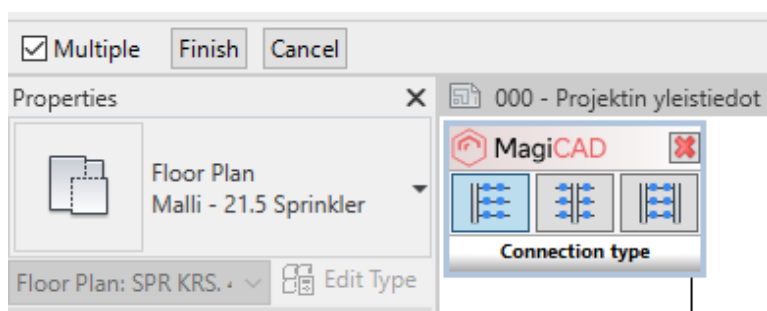 Multiple Finish Cancel
Properties
000 - Projektin yleistiedot
MagiCAD
Floor Plan
Malli - 21.5 Sprinkler
Connection type
Floor Plan: SPR KRS.
Edit Type